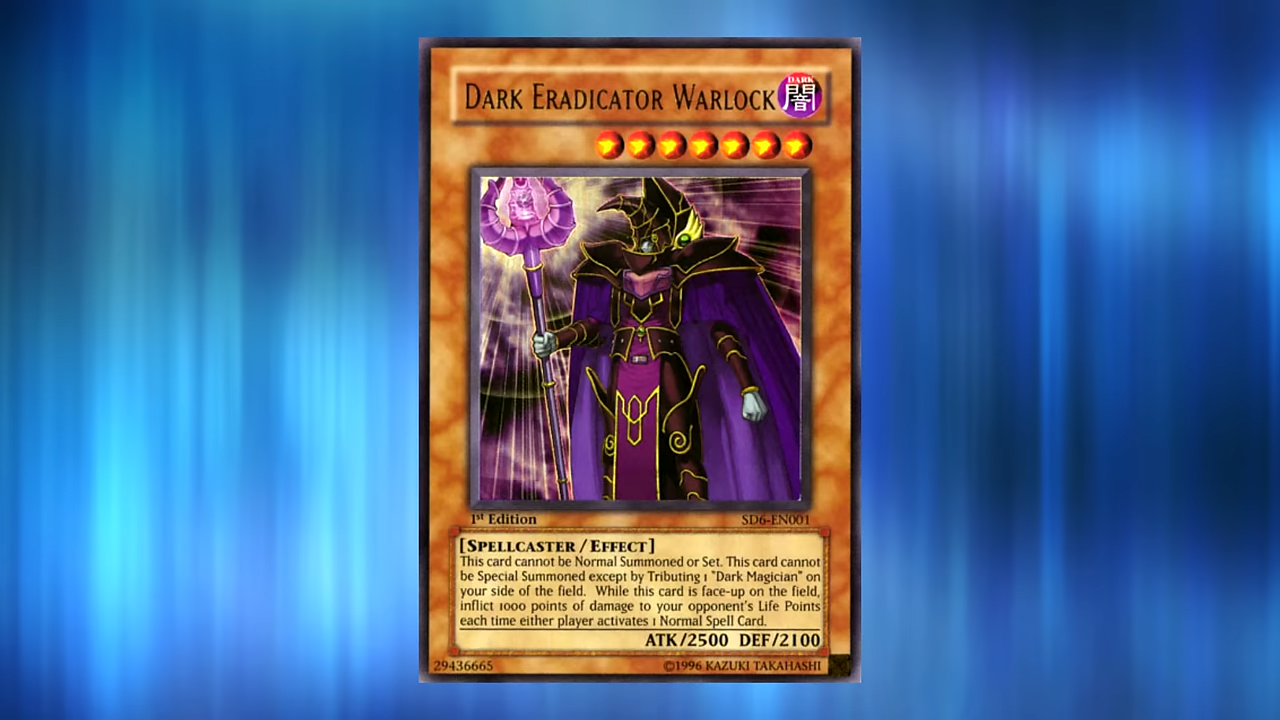 Dark Eradicator Warlock
DARK
闇
1st Edition
SD6-EN001
[Spellcaster / Effect]
This card cannot be Normal Summoned or Set. This card cannot
be Special Summoned except by Tributing 1 "Dark Magician" on
your side of the field. While this card is face-up on the field,
inflict 1000 points of damage to your opponent's Life Points
each time either player activates 1 Normal Spell Card.
ATK/2500 DEF/2100
29436665
©1996 KAZUKI TAKAHASHI